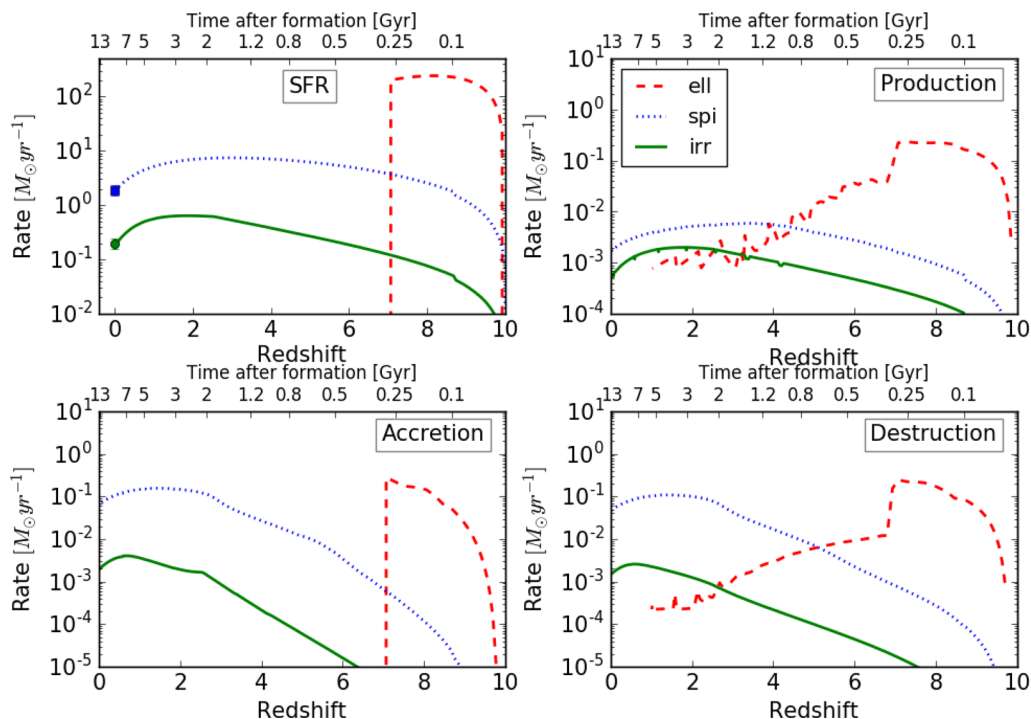 Time after formation [Gyr]
13 7 5 3 2 1.2 0.8 0.5 0.25 0.1
SFR
Rate [M⊙yr⁻¹]
10² 10¹ 10⁰ 10⁻¹ 10⁻²
0 2 4 6 8 10
Redshift
Time after formation [Gyr]
13 7 5 3 2 1.2 0.8 0.5 0.25 0.1
Production
ell
spi
irr
Rate [M⊙yr⁻¹]
10¹ 10⁰ 10⁻¹ 10⁻² 10⁻³ 10⁻⁴
0 2 4 6 8 10
Redshift
Time after formation [Gyr]
13 7 5 3 2 1.2 0.8 0.5 0.25 0.1
Accretion
Rate [M⊙yr⁻¹]
10¹ 10⁰ 10⁻¹ 10⁻² 10⁻³ 10⁻⁴ 10⁻⁵
0 2 4 6 8 10
Redshift
Time after formation [Gyr]
13 7 5 3 2 1.2 0.8 0.5 0.25 0.1
Destruction
Rate [M⊙yr⁻¹]
10¹ 10⁰ 10⁻¹ 10⁻² 10⁻³ 10⁻⁴ 10⁻⁵
0 2 4 6 8 10
Redshift